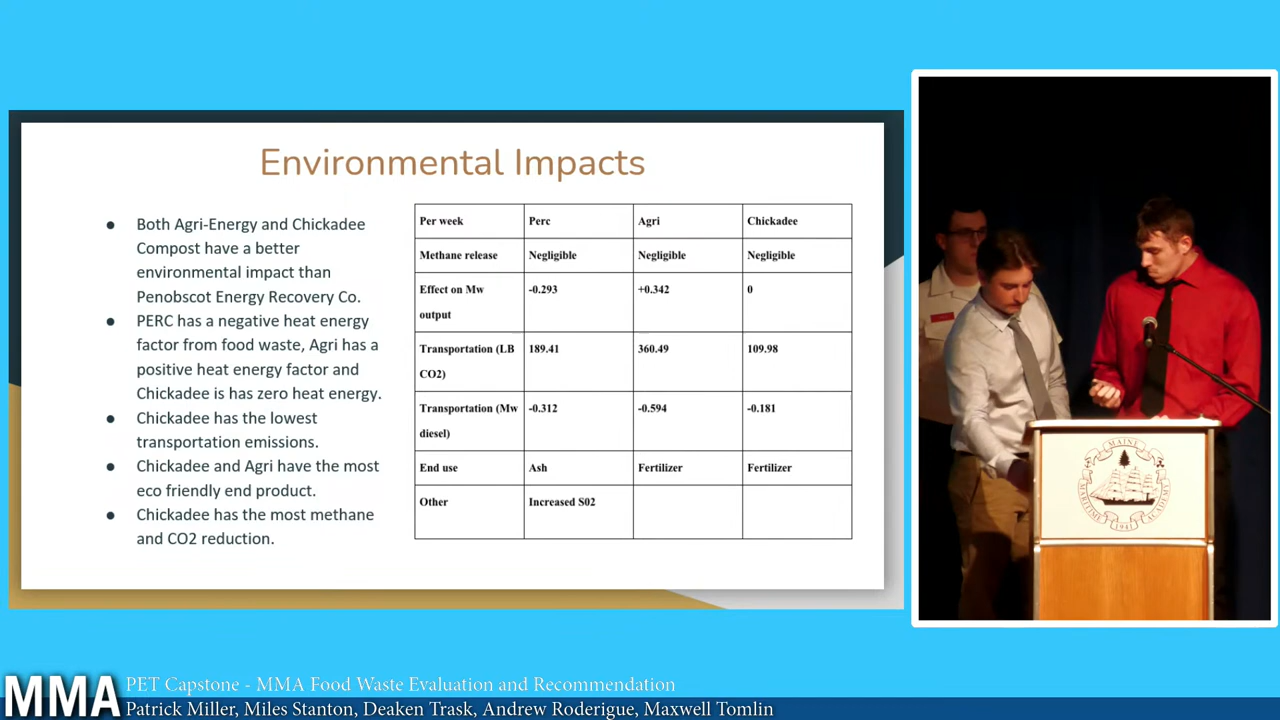 Environmental Impacts
● Both Agri-Energy and Chickadee
Compost have a better
environmental impact than
Penobscot Energy Recovery Co.
● PERC has a negative heat energy
factor from food waste, Agri has a
positive heat energy factor and
Chickadee is has zero heat energy.
● Chickadee has the lowest
transportation emissions.
● Chickadee and Agri have the most
eco friendly end product.
● Chickadee has the most methane
and CO2 reduction.
Per week Perc Agri Chickadee
Methane release Negligible Negligible Negligible
Effect on Mw -0.293 +0.342 0
output
Transportation (LB 189.41 360.49 109.98
CO2)
Transportation (Mw -0.312 -0.594 -0.181
diesel)
End use Ash Fertilizer Fertilizer
Other Increased S02
MAINE
MARITIME
ACADEMY
1941
MMA
PET Capstone - MMA Food Waste Evaluation and Recommendation
Patrick Miller, Miles Stanton, Deaken Trask, Andrew Roderigue, Maxwell Tomlin